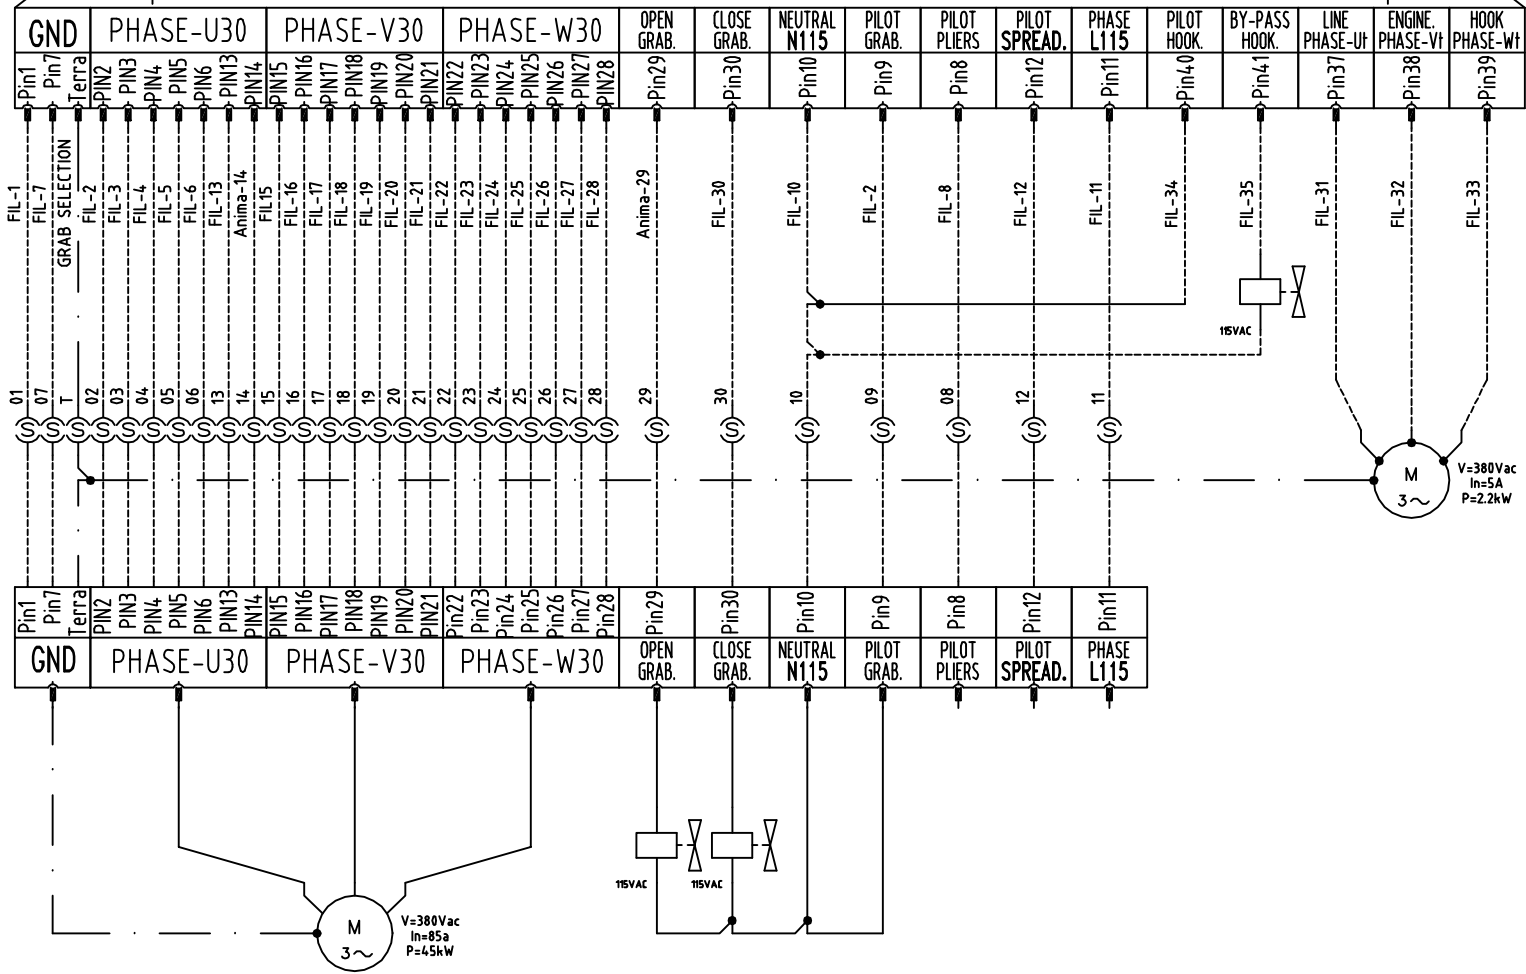 GND PHASE-U30 PHASE-V30 PHASE-W30
OPEN GRAB.
CLOSE GRAB.
NEUTRAL N115
PILOT GRAB.
PILOT PLIERS
PILOT SPREAD.
PHASE L115
PILOT HOOK.
BY-PASS HOOK.
LINE PHASE-Ut
ENGINE. PHASE-Vt
HOOK PHASE-Wt
Pin1 Pin7 Terra PIN2 PIN3 PIN4 PIN5 PIN6 PIN13 PIN14 PIN15 PIN16 PIN17 PIN18 PIN19 PIN20 PIN21 PIN22 PIN23 PIN24 PIN25 PIN26 PIN27 PIN28 Pin29 Pin30 Pin10 Pin9 Pin8 Pin12 Pin11 Pin40 Pin41 Pin37 Pin38 Pin39
FIL-1 FIL-7 GRAB SELECTION FIL-2 FIL-3 FIL-4 FIL-5 FIL-6 FIL-13 Anima-14 FIL15 FIL-16 FIL-17 FIL-18 FIL-19 FIL-20 FIL-21 FIL-22 FIL-23 FIL-24 FIL-25 FIL-26 FIL-27 FIL-28 Anima-29 FIL-30 FIL-10 FIL-2 FIL-8 FIL-12 FIL-11 FIL-34 FIL-35 FIL-31 FIL-32 FIL-33
115VAC
01 07 T 02 03 04 05 06 13 14 15 16 17 18 19 20 21 22 23 24 25 26 27 28 29 30 10 09 08 12 11
S S S S S S S S S S S S S S S S S S S S S S S S S S S S S S S
M
3~
V=380Vac
In=5A
P=2.2kW
Pin1 Pin7 Terra PIN2 PIN3 PIN4 PIN5 PIN6 PIN13 PIN14 PIN15 PIN16 PIN17 PIN18 PIN19 PIN20 PIN21 Pin22 Pin23 Pin24 Pin25 Pin26 Pin27 Pin28 Pin29 Pin30 Pin10 Pin9 Pin8 Pin12 Pin11
GND PHASE-U30 PHASE-V30 PHASE-W30
OPEN GRAB.
CLOSE GRAB.
NEUTRAL N115
PILOT GRAB.
PILOT PLIERS
PILOT SPREAD.
PHASE L115
115VAC 115VAC
M
3~
V=380Vac
In=85a
P=45kW